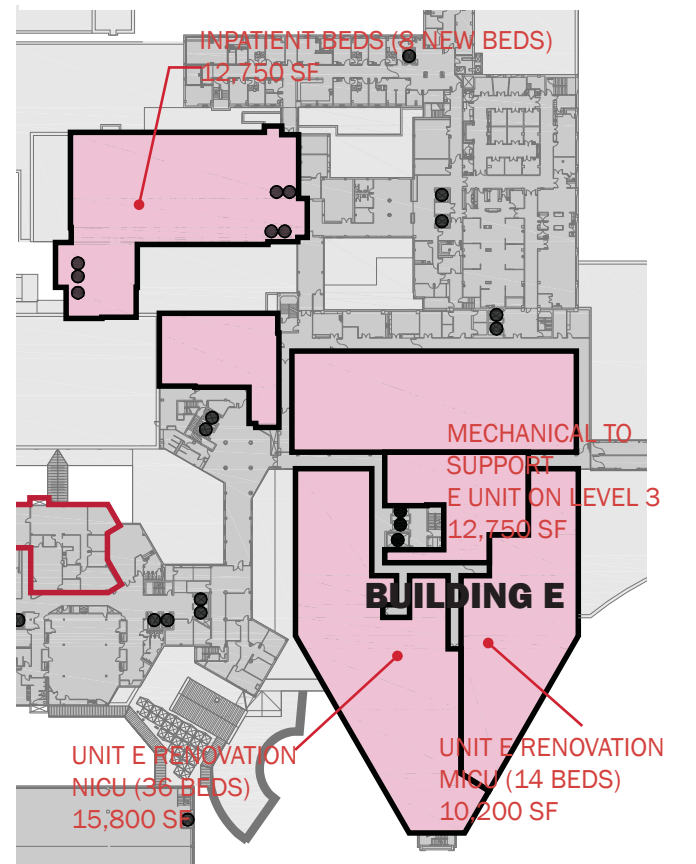 INPATIENT BEDS (8 NEW BEDS)
12,750 SF
MECHANICAL TO
SUPPORT
E UNIT ON LEVEL 3
12,750 SF
BUILDING E
UNIT E RENOVATION
NICU (36 BEDS)
15,800 SF
UNIT E RENOVATION
MICU (14 BEDS)
10,200 SF